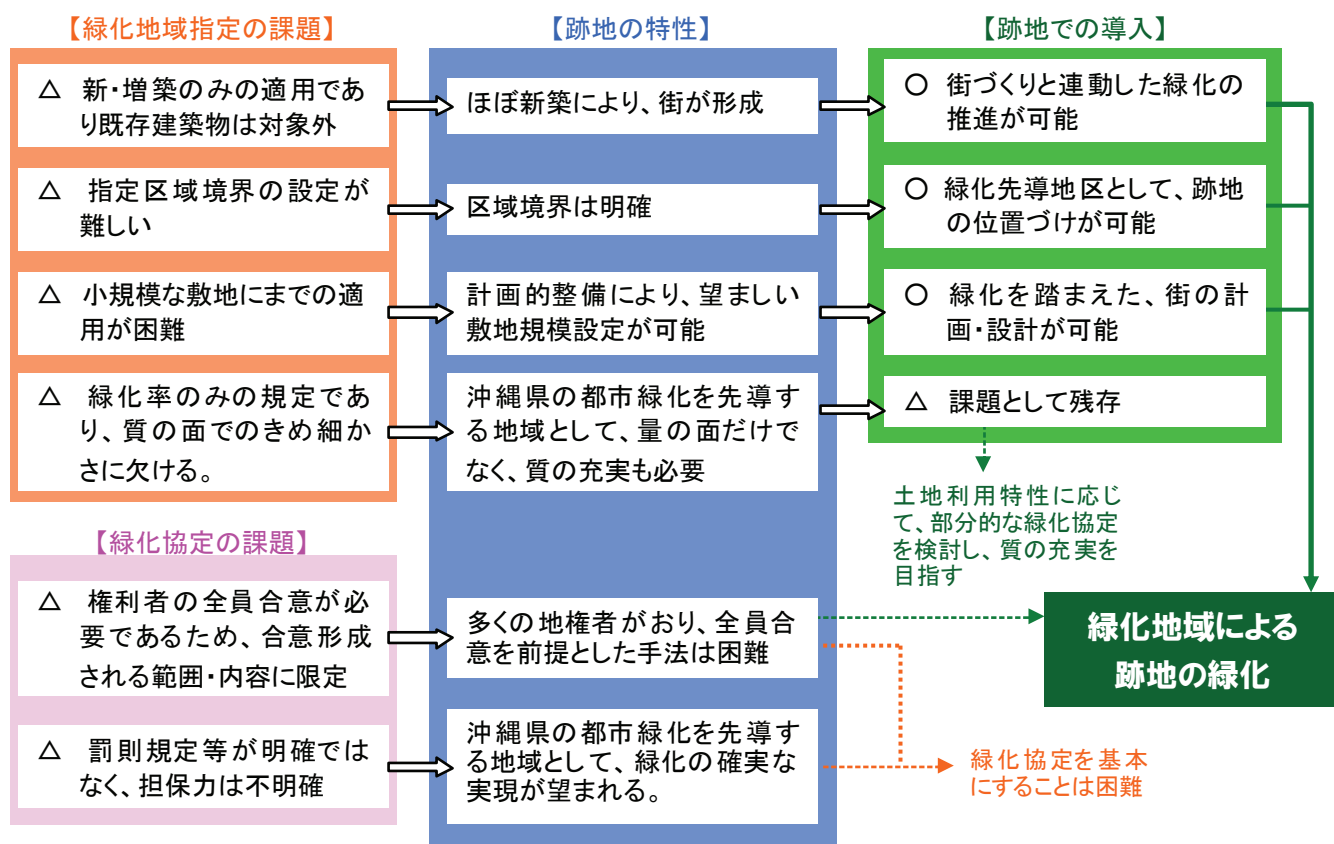 【緑化地域指定の課題】
△ 新・増築のみの適用であ
り既存建築物は対象外
△ 指定区域境界の設定が
難しい
△ 小規模な敷地にまでの適
用が困難
△ 緑化率のみの規定であ
り、質の面でのきめ細か
さに欠ける。
【緑化協定の課題】
△ 権利者の全員合意が必
要であるため、合意形成
される範囲・内容に限定
△ 罰則規定等が明確では
なく、担保力は不明確
【跡地の特性】
ほぼ新築により、街が形成
区域境界は明確
計画的整備により、望ましい
敷地規模設定が可能
沖縄県の都市緑化を先導す
る地域として、量の面だけで
なく、質の充実も必要
多くの地権者がおり、全員合
意を前提とした手法は困難
沖縄県の都市緑化を先導す
る地域として、緑化の確実な
実現が望まれる。
【跡地での導入】
○ 街づくりと連動した緑化の
推進が可能
○ 緑化先導地区として、跡地
の位置づけが可能
○ 緑化を踏まえた、街の計
画・設計が可能
△ 課題として残存
土地利用特性に応じ
て、部分的な緑化協定
を検討し、質の充実を
目指す
緑化地域による
跡地の緑化
緑化協定を基本
にすることは困難